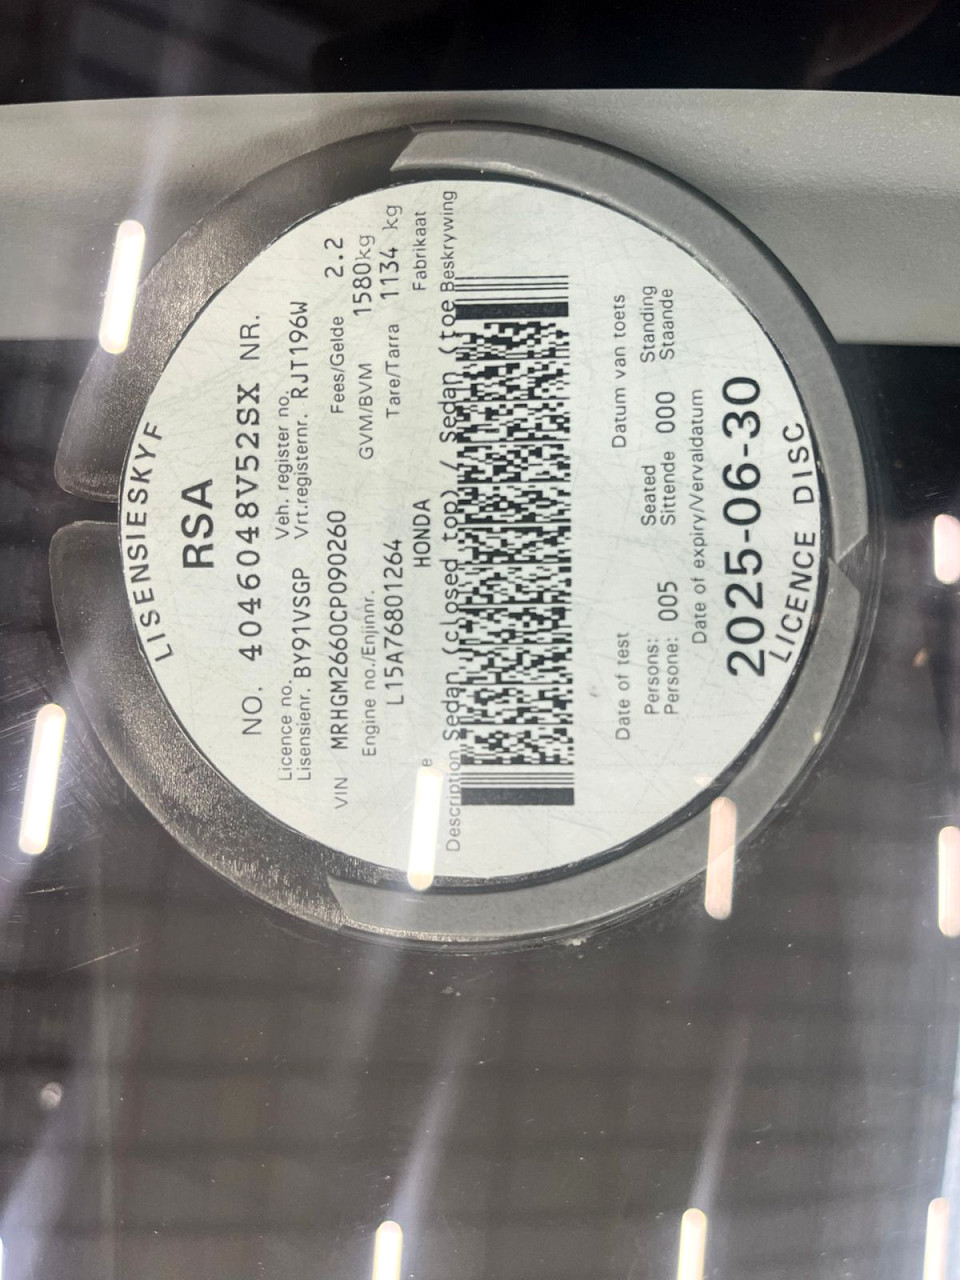 LISENSIESKYF
RSA
NO. 4046048V52SX NR.
Licence no. Veh. register no.
Lisensienr. BY91VSGP Vrt.registernr. RJT196W
VIN MRHGM2660CP090260 Fees/Gelde 2.2
Engine no./Enjinnr. GVM/BVM 1580kg
L15A76801264 Tare/Tarra 1134 kg
HONDA Fabrikaat
Description Sedan (closed top) / Sedan (toe Beskrywing
Date of test Datum van toets
Persons: Seated Standing
Persone: 005 Sittende 000 Staande
Date of expiry/Vervaldatum
2025-06-30
LICENCE DISC